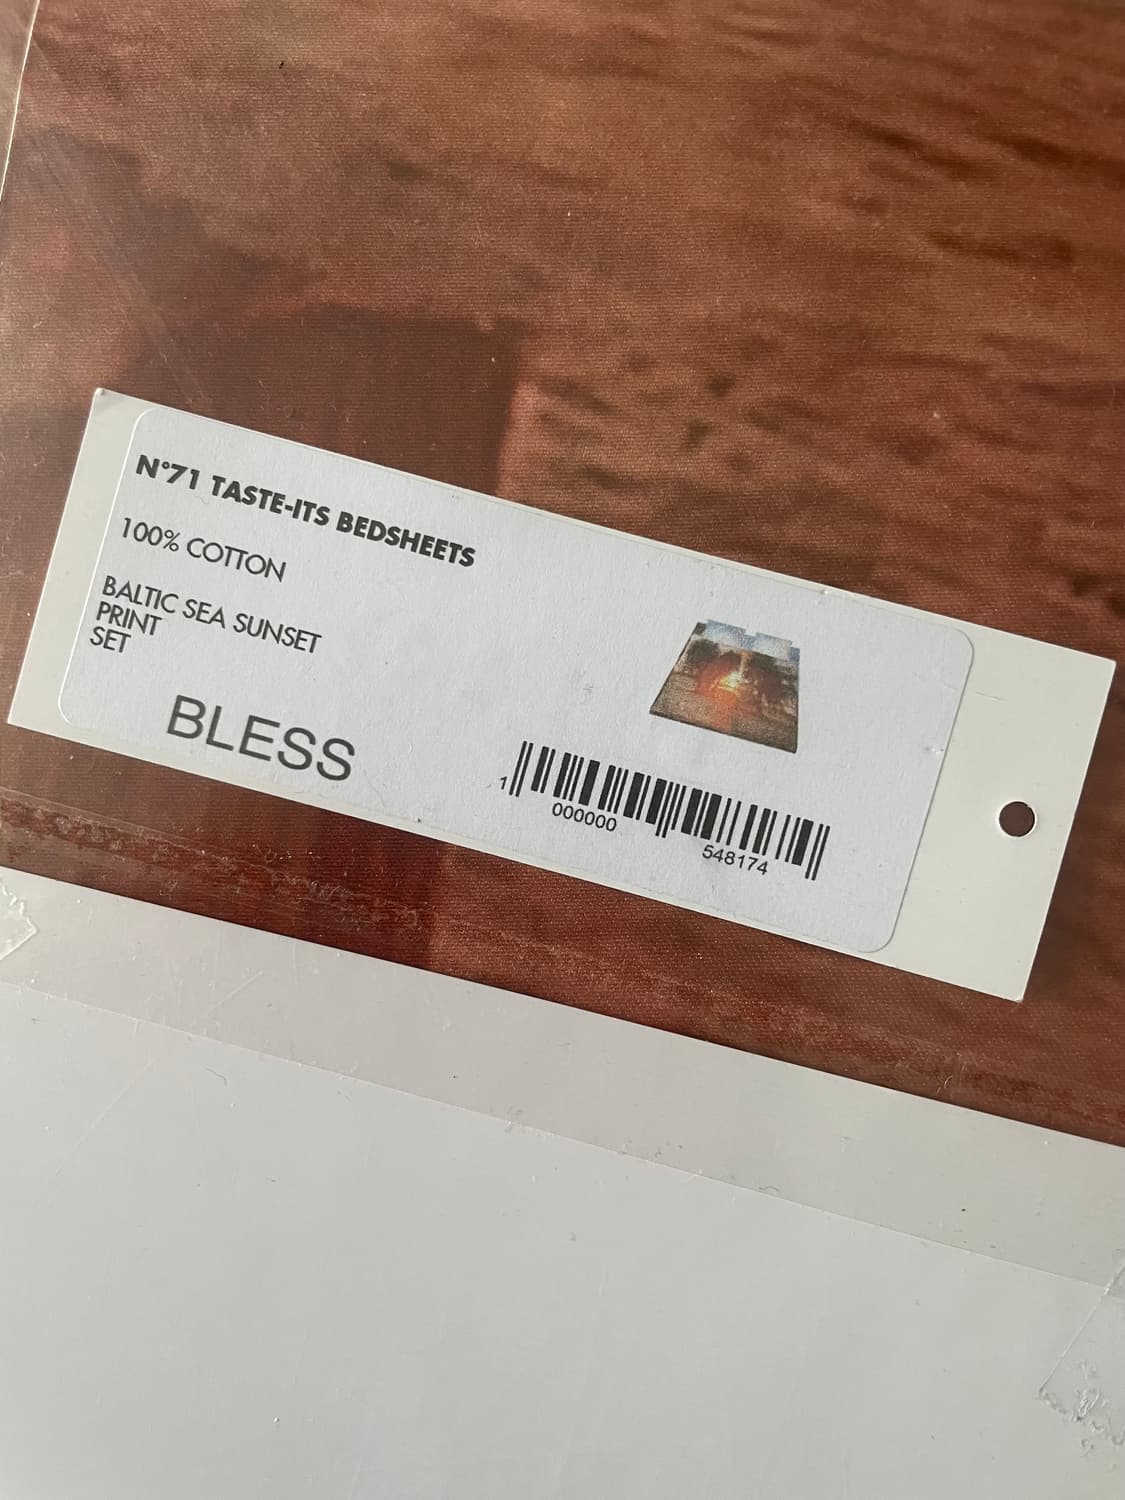 N°71 TASTE-ITS BEDSHEETS
100% COTTON
BALTIC SEA SUNSET
PRINT
SET
BLESS
1 000000 548174